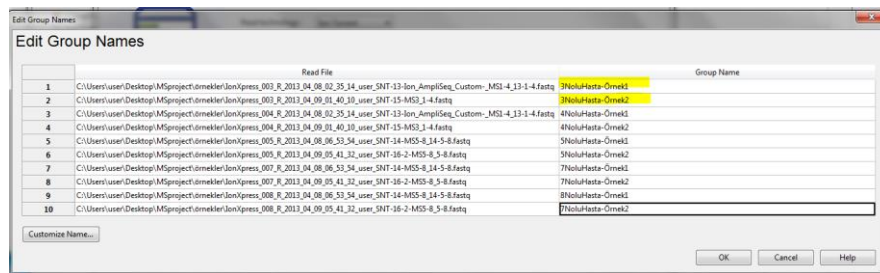 Edit Group Names
Edit Group Names
Read File Group Name
1 C:\Users\user\Desktop\MSproject\örnekler\IonXpress_003_R_2013_04_08_02_35_14_user_SNT-13-Ion_AmpliSeq_Custom-_MS1-4_13-1-4.fastq 3NoluHasta-Örnek1
2 C:\Users\user\Desktop\MSproject\örnekler\IonXpress_003_R_2013_04_09_01_40_10_user_SNT-15-MS3_1-4.fastq 3NoluHasta-Örnek2
3 C:\Users\user\Desktop\MSproject\örnekler\IonXpress_004_R_2013_04_08_02_35_14_user_SNT-13-Ion_AmpliSeq_Custom-_MS1-4_13-1-4.fastq 4NoluHasta-Örnek1
4 C:\Users\user\Desktop\MSproject\örnekler\IonXpress_004_R_2013_04_09_01_40_10_user_SNT-15-MS3_1-4.fastq 4NoluHasta-Örnek2
5 C:\Users\user\Desktop\MSproject\örnekler\IonXpress_005_R_2013_04_08_06_53_54_user_SNT-14-MS5-8_14-5-8.fastq 5NoluHasta-Örnek1
6 C:\Users\user\Desktop\MSproject\örnekler\IonXpress_005_R_2013_04_09_05_41_32_user_SNT-16-2-MS5-8_5-8.fastq 5NoluHasta-Örnek2
7 C:\Users\user\Desktop\MSproject\örnekler\IonXpress_007_R_2013_04_08_06_53_54_user_SNT-14-MS5-8_14-5-8.fastq 7NoluHasta-Örnek1
8 C:\Users\user\Desktop\MSproject\örnekler\IonXpress_007_R_2013_04_09_05_41_32_user_SNT-16-2-MS5-8_5-8.fastq 7NoluHasta-Örnek2
9 C:\Users\user\Desktop\MSproject\örnekler\IonXpress_008_R_2013_04_08_06_53_54_user_SNT-14-MS5-8_14-5-8.fastq 8NoluHasta-Örnek1
10 C:\Users\user\Desktop\MSproject\örnekler\IonXpress_008_R_2013_04_09_05_41_32_user_SNT-16-2-MS5-8_5-8.fastq 7NoluHasta-Örnek2
Customize Name...
OK Cancel Help